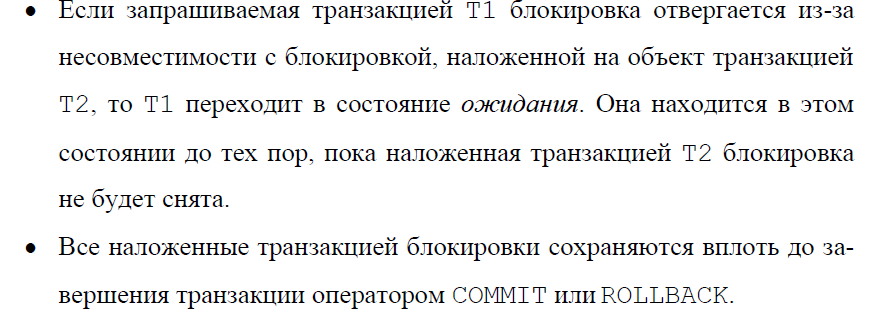 • Если запрашиваемая транзакцией T1 блокировка отвергается из-за
несовместимости с блокировкой, наложенной на объект транзакцией
T2, то T1 переходит в состояние ожидания. Она находится в этом
состоянии до тех пор, пока наложенная транзакцией T2 блокировка
не будет снята.
• Все наложенные транзакцией блокировки сохраняются вплоть до за-
вершения транзакции оператором COMMIT или ROLLBACK.